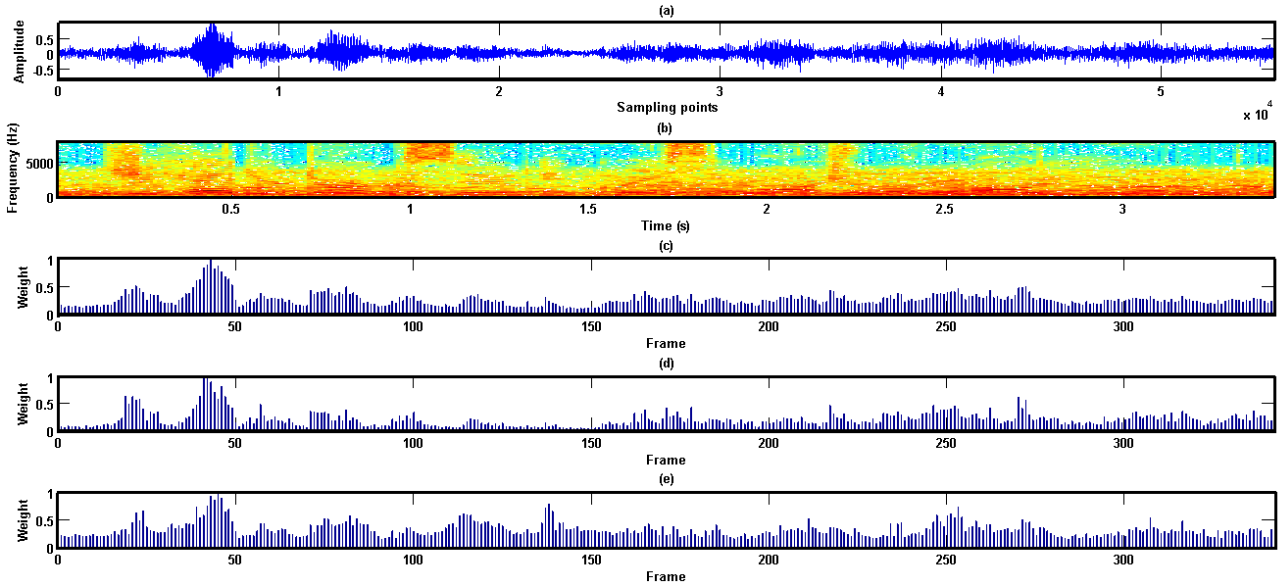 (a)
Amplitude
0.5
0
-0.5
0 1 2 3 4 5
Sampling points
x 10^4
(b)
Frequency (Hz)
5000
0
0.5 1 1.5 2 2.5 3
Time (s)
(c)
Weight
1
0.5
0
0 50 100 150 200 250 300
Frame
(d)
Weight
1
0.5
0
0 50 100 150 200 250 300
Frame
(e)
Weight
1
0.5
0
0 50 100 150 200 250 300
Frame